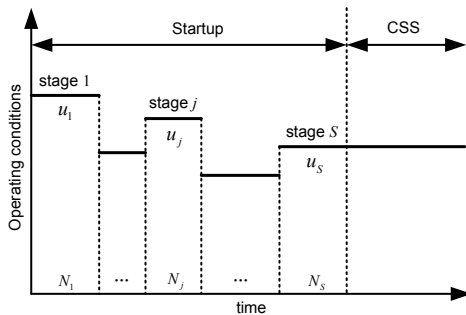 Startup
CSS
stage 1
stage j
stage S
u1
uj
uS
Operating conditions
N1
...
Nj
...
NS
time